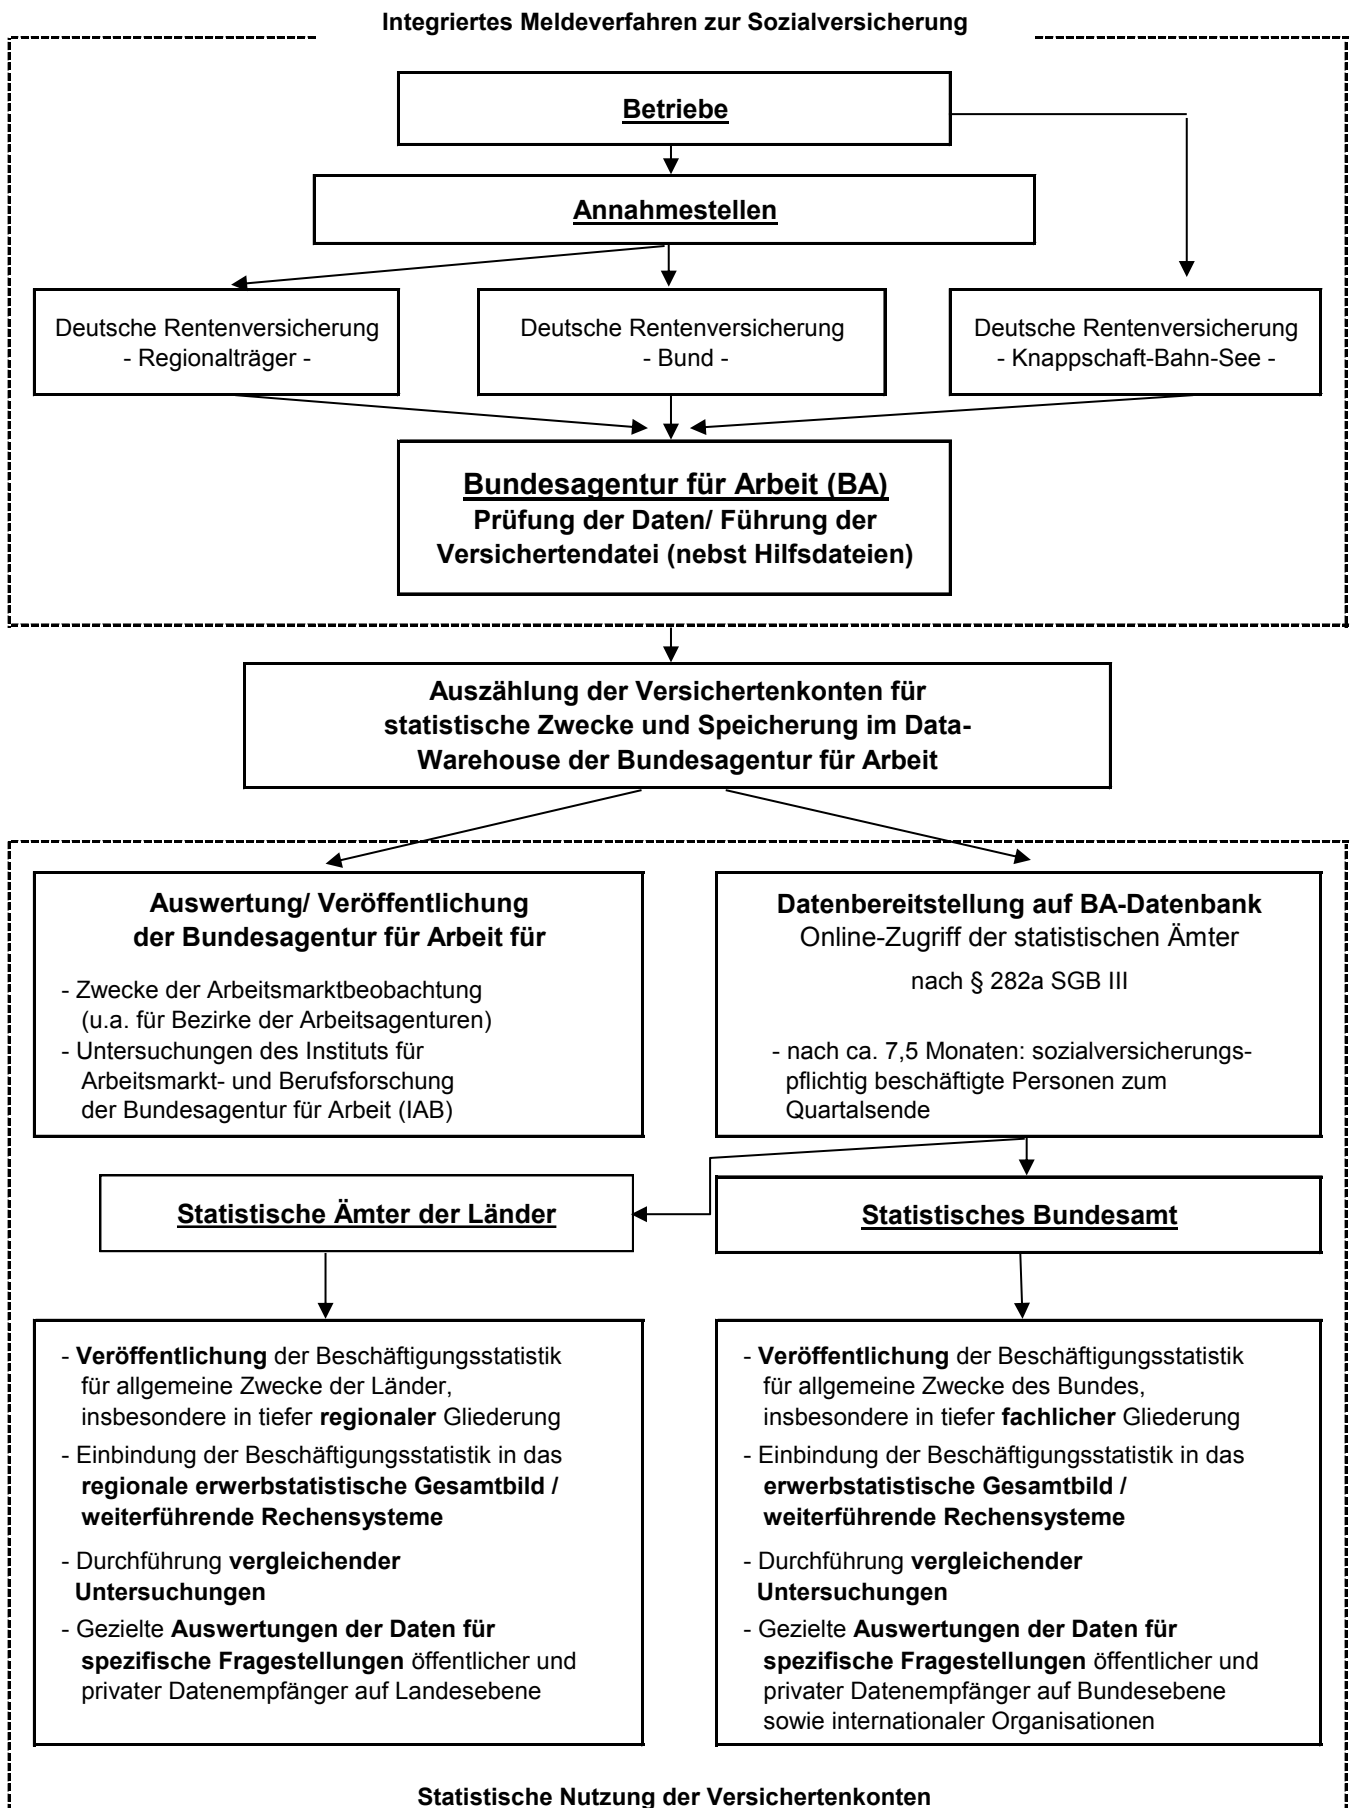 Integriertes Meldeverfahren zur Sozialversicherung
Betriebe
Annahmestellen
Deutsche Rentenversicherung
- Regionalträger -
Deutsche Rentenversicherung
- Bund -
Deutsche Rentenversicherung
- Knappschaft-Bahn-See -
Bundesagentur für Arbeit (BA)
Prüfung der Daten/ Führung der
Versichertendatei (nebst Hilfsdateien)
Auszählung der Versichertenkonten für
statistische Zwecke und Speicherung im Data-
Warehouse der Bundesagentur für Arbeit
Auswertung/ Veröffentlichung
der Bundesagentur für Arbeit für
- Zwecke der Arbeitsmarktbeobachtung
(u.a. für Bezirke der Arbeitsagenturen)
- Untersuchungen des Instituts für
Arbeitsmarkt- und Berufsforschung
der Bundesagentur für Arbeit (IAB)
Datenbereitstellung auf BA-Datenbank
Online-Zugriff der statistischen Ämter
nach § 282a SGB III
- nach ca. 7,5 Monaten: sozialversicherungs-
pflichtig beschäftigte Personen zum
Quartalsende
Statistische Ämter der Länder
Statistisches Bundesamt
- Veröffentlichung der Beschäftigungsstatistik
für allgemeine Zwecke der Länder,
insbesondere in tiefer regionaler Gliederung
- Einbindung der Beschäftigungsstatistik in das
regionale erwerbstatistische Gesamtbild /
weiterführende Rechensysteme
- Durchführung vergleichender
Untersuchungen
- Gezielte Auswertungen der Daten für
spezifische Fragestellungen öffentlicher und
privater Datenempfänger auf Landesebene
- Veröffentlichung der Beschäftigungsstatistik
für allgemeine Zwecke des Bundes,
insbesondere in tiefer fachlicher Gliederung
- Einbindung der Beschäftigungsstatistik in das
erwerbstatistische Gesamtbild /
weiterführende Rechensysteme
- Durchführung vergleichender
Untersuchungen
- Gezielte Auswertungen der Daten für
spezifische Fragestellungen öffentlicher und
privater Datenempfänger auf Bundesebene
sowie internationaler Organisationen
Statistische Nutzung der Versichertenkonten